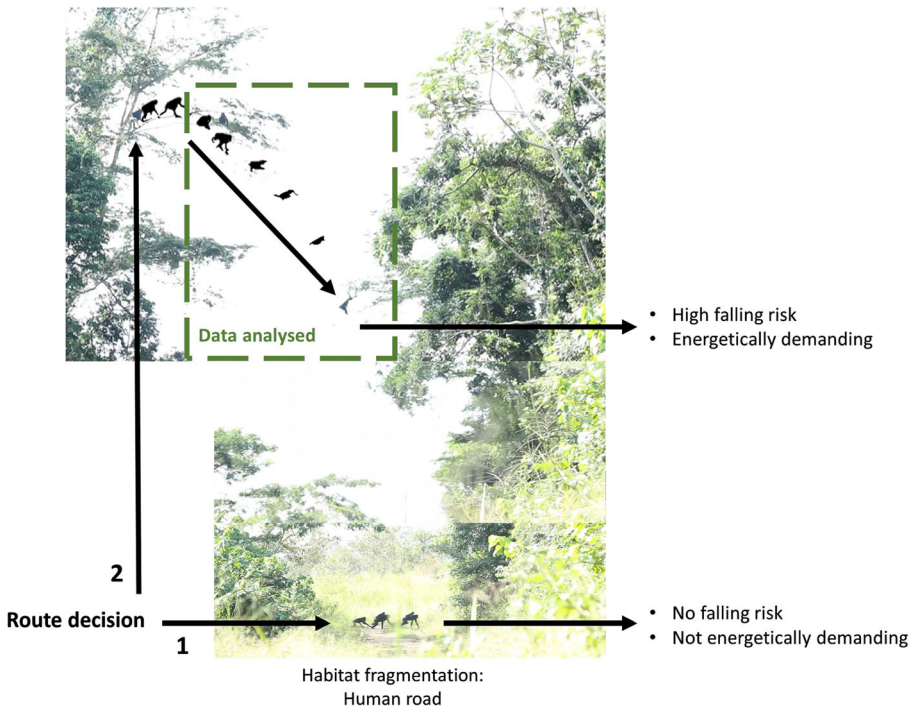 Data analysed
• High falling risk
• Energetically demanding
2
Route decision
1
• No falling risk
• Not energetically demanding
Habitat fragmentation:
Human road